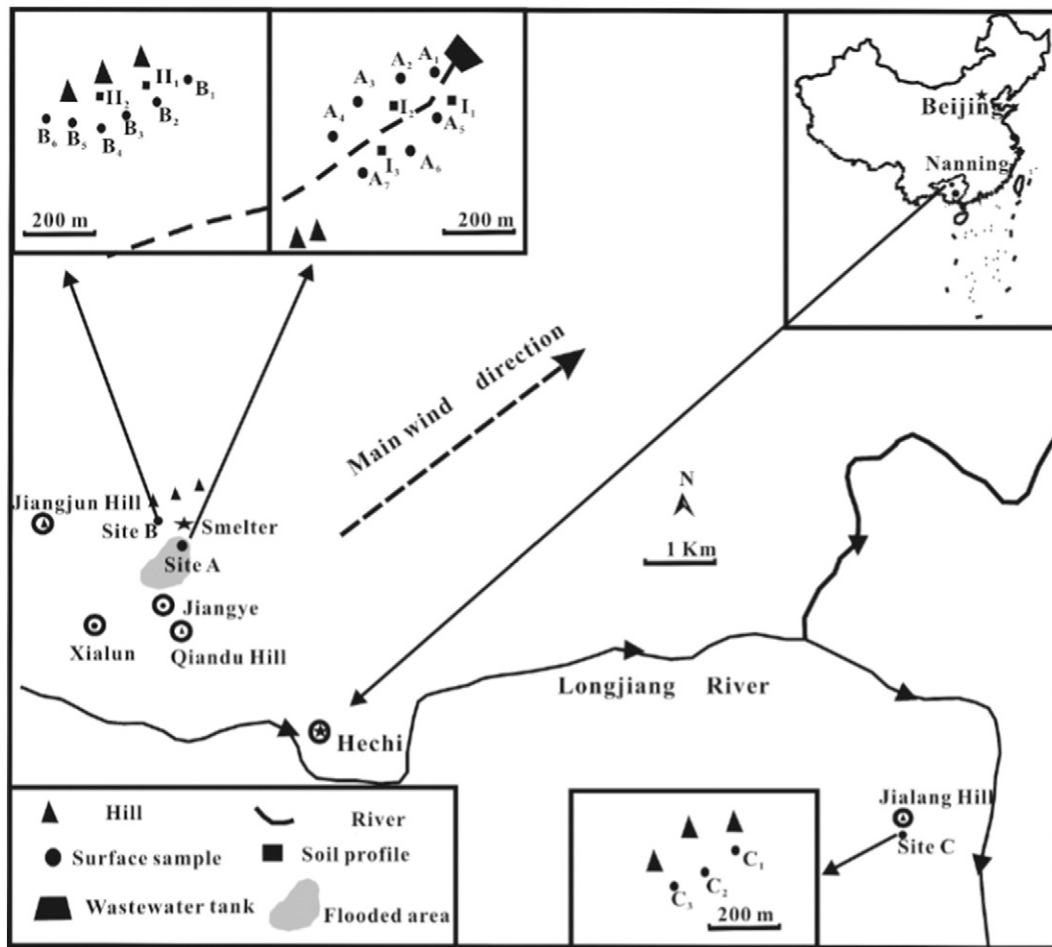 II₁
B₁
II₂
B₂
B₃
B₆
B₅
B₄
200 m
A₁
A₂
A₃
I₂
I₁
A₄
A₅
I₃
A₆
A₇
200 m
Beijing
Nanning
Main wind direction
N
1 Km
Jiangjun Hill
Site B
Smelter
Site A
Jiangye
Xialun
Qiandu Hill
Longjiang River
Hechi
Jialang Hill
Site C
C₁
C₂
C₃
200 m
Hill
River
Surface sample
Soil profile
Wastewater tank
Flooded area